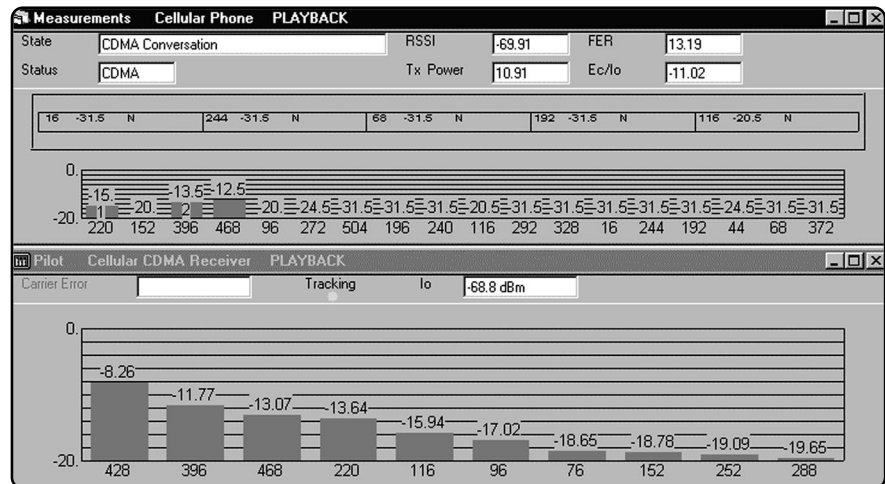 Measurements Cellular Phone PLAYBACK
State CDMA Conversation RSSI -69.91 FER 13.19
Status CDMA Tx Power 10.91 Ec/Io -11.02
16 -31.5 N 244 -31.5 N 68 -31.5 N 192 -31.5 N 116 -20.5 N
0.
-15. -20. -13.5 -12.5 -20. -24.5 -31.5 -31.5 -31.5 -20.5 -31.5 -31.5 -31.5 -31.5 -31.5 -24.5 -31.5 -31.5
1 2
-20.
220 152 396 468 96 272 504 196 240 116 292 328 16 244 192 44 68 372
Pilot Cellular CDMA Receiver PLAYBACK
Carrier Error Tracking Io -68.8 dBm
0.
-8.26 -11.77 -13.07 -13.64 -15.94 -17.02 -18.65 -18.78 -19.09 -19.65
-20.
428 396 468 220 116 96 76 152 252 288